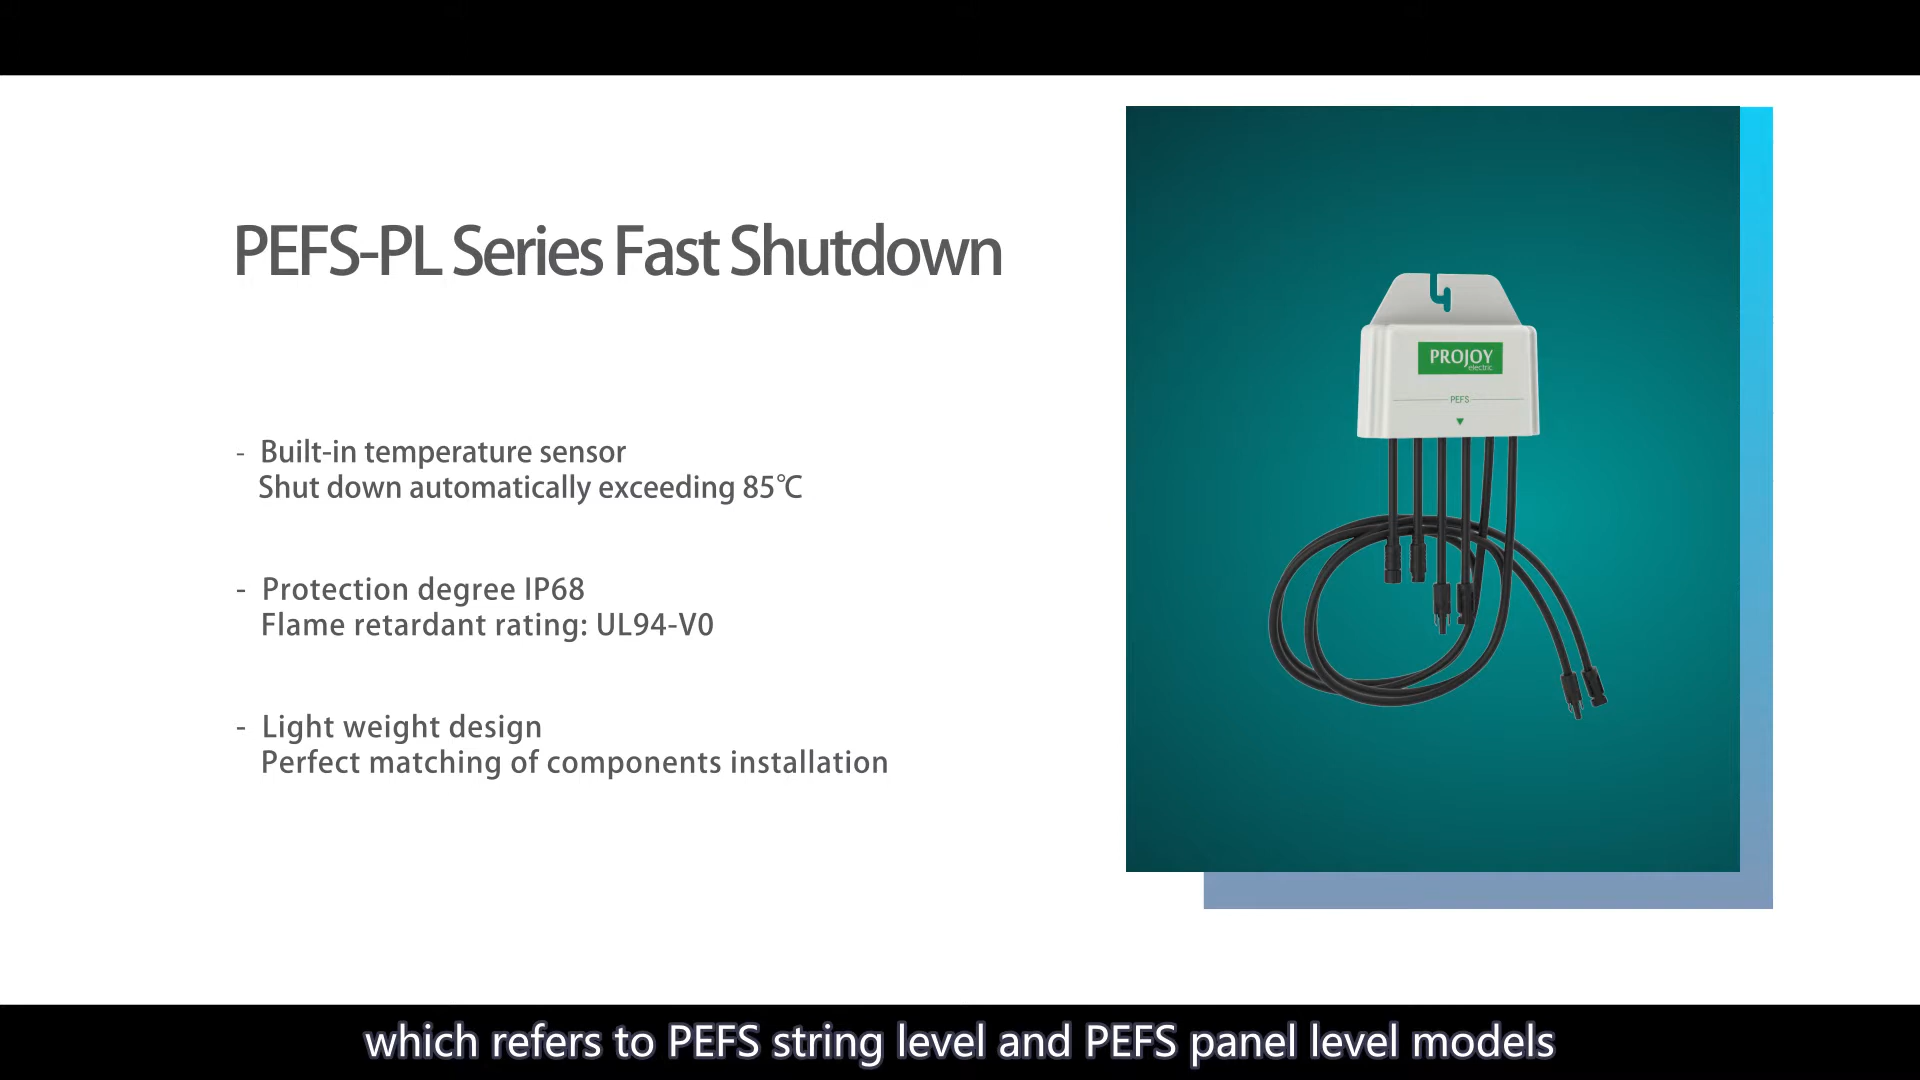 PEFS-PL Series Fast Shutdown
- Built-in temperature sensor
Shut down automatically exceeding 85℃
- Protection degree IP68
Flame retardant rating: UL94-V0
- Light weight design
Perfect matching of components installation
PROJOY
electric
PEFS
which refers to PEFS string level and PEFS panel level models